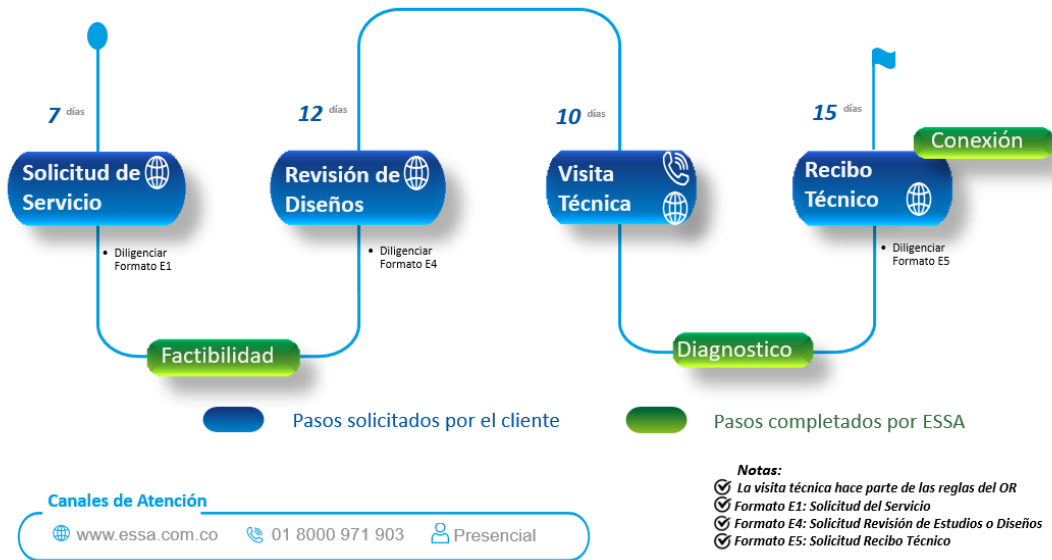 7 días
12 días
10 días
15 días
Conexión
Solicitud de
Servicio
Revisión de
Diseños
Visita
Técnica
Recibo
Técnico
• Diligenciar
Formato E1
• Diligenciar
Formato E4
• Diligenciar
Formato E5
Factibilidad
Diagnostico
Pasos solicitados por el cliente
Pasos completados por ESSA
Canales de Atención
www.essa.com.co
01 8000 971 903
Presencial
Notas:
La visita técnica hace parte de las reglas del OR
Formato E1: Solicitud del Servicio
Formato E4: Solicitud Revisión de Estudios o Diseños
Formato E5: Solicitud Recibo Técnico